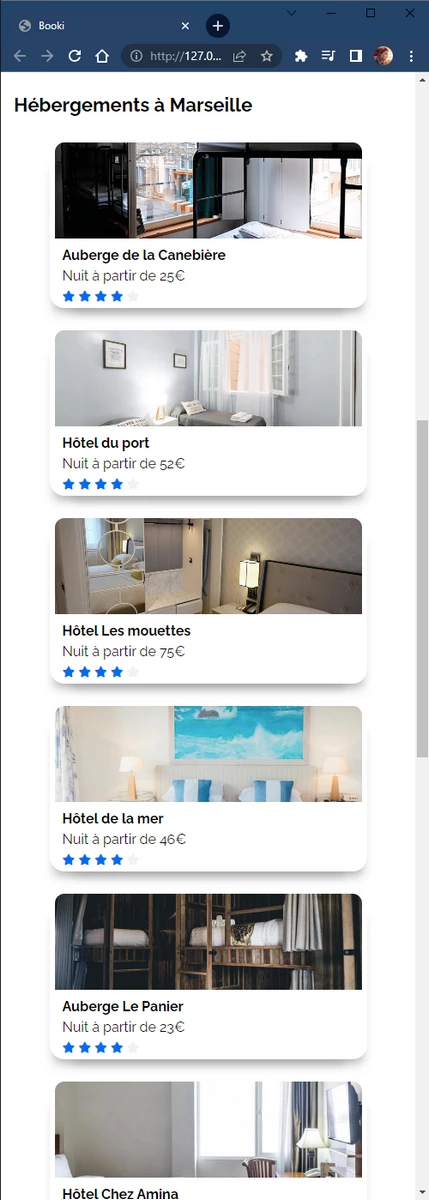 Booki
http://127.0...
Hébergements à Marseille
Auberge de la Canebière
Nuit à partir de 25€
Hôtel du port
Nuit à partir de 52€
Hôtel Les mouettes
Nuit à partir de 75€
Hôtel de la mer
Nuit à partir de 46€
Auberge Le Panier
Nuit à partir de 23€
Hôtel Chez Amina